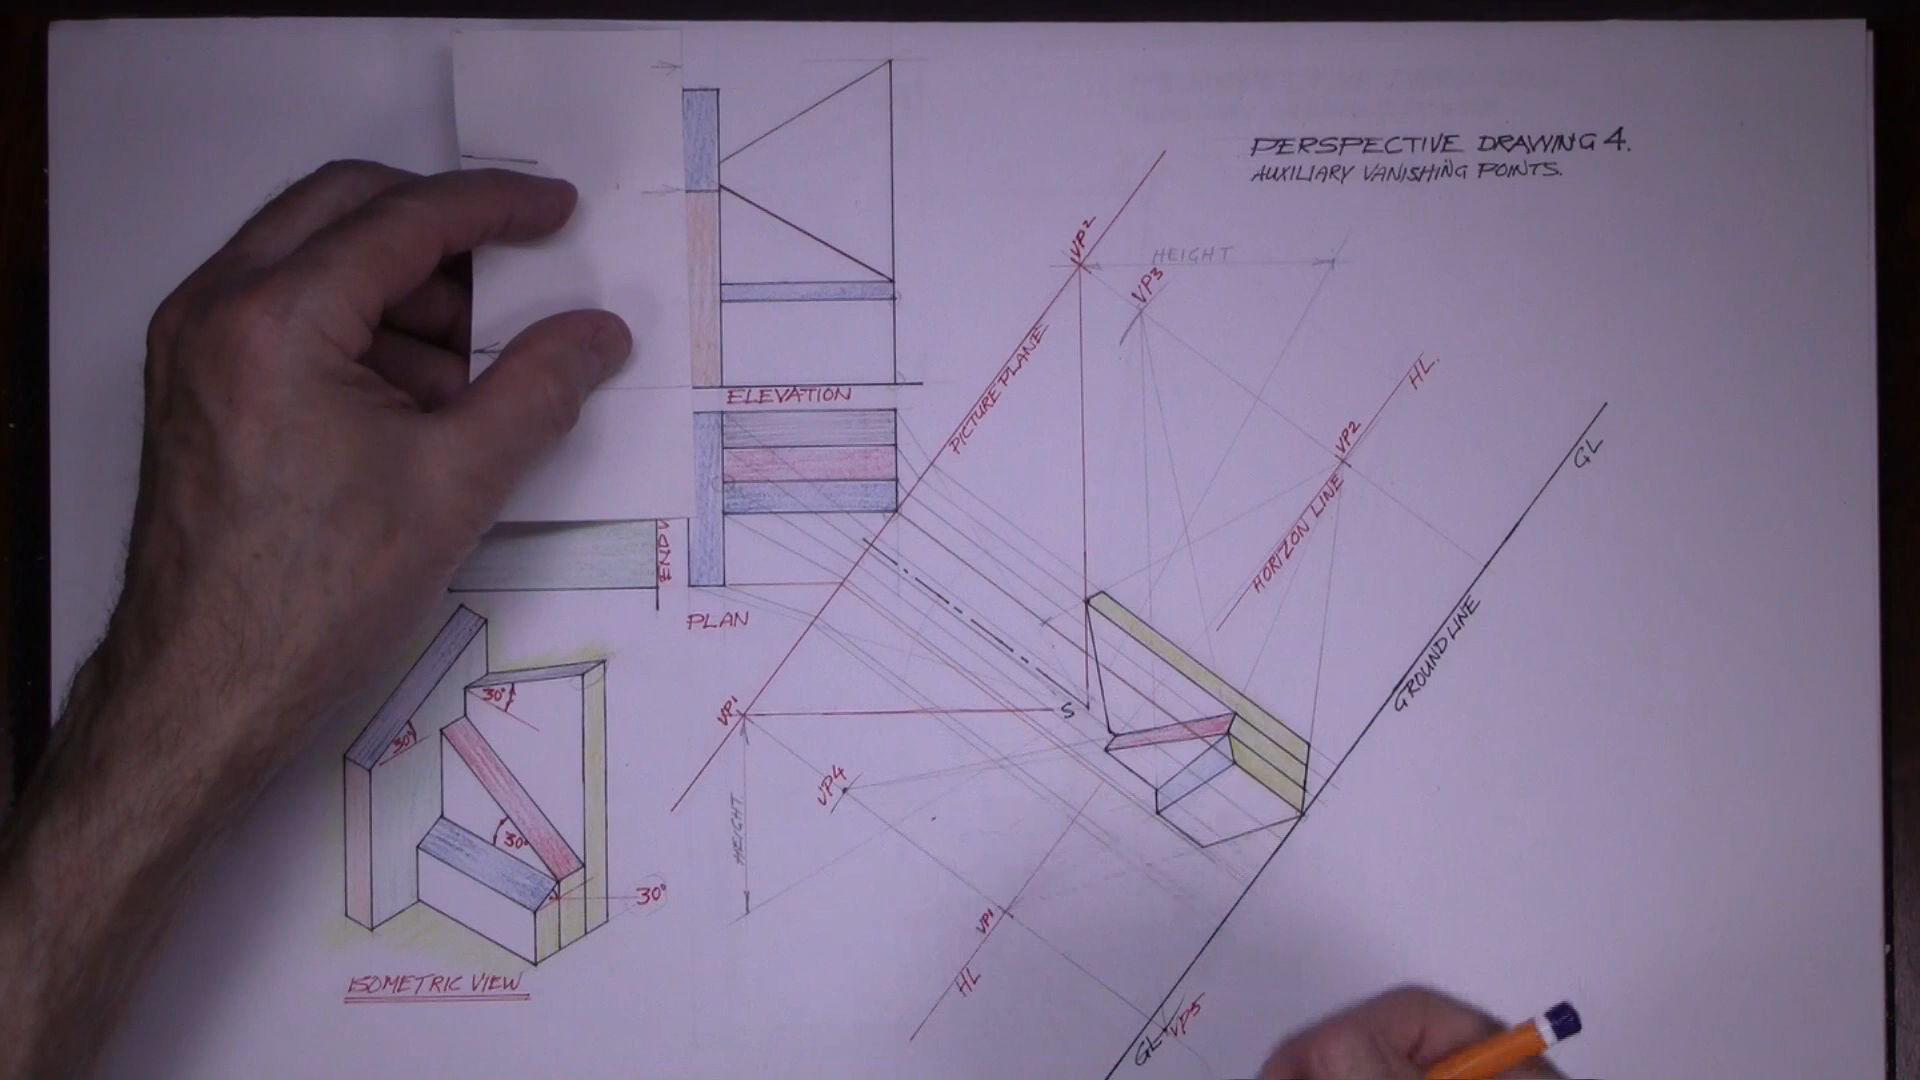 PERSPECTIVE DRAWING 4.
AUXILIARY VANISHING POINTS.
VP2
HEIGHT
VP3
PICTURE PLANE
HL.
VP2
HORIZON LINE
GL
GROUND LINE
ELEVATION
PLAN
S
VP1
VP4
HEIGHT
VP1
HL
GL
VP5
30°
30°
30°
30°
ISOMETRIC VIEW